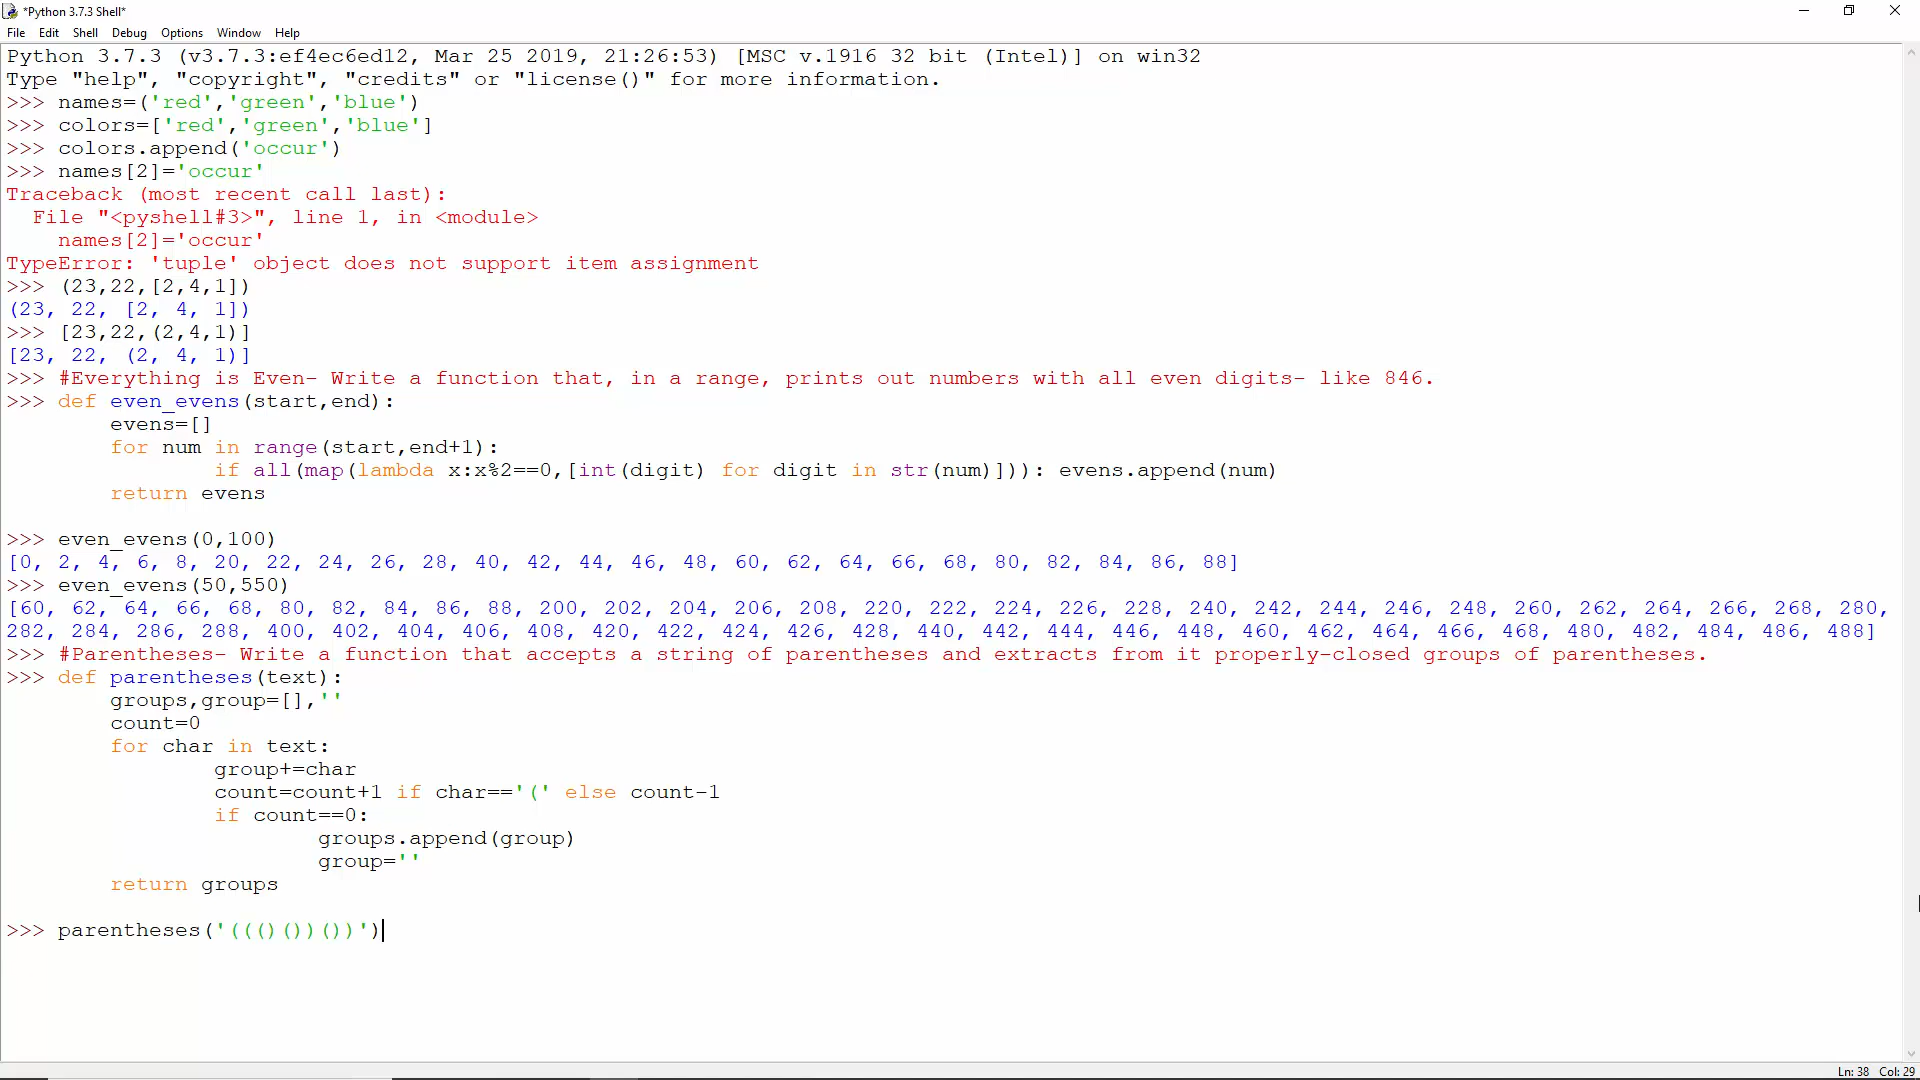 *Python 3.7.3 Shell*
File Edit Shell Debug Options Window Help
Python 3.7.3 (v3.7.3:ef4ec6ed12, Mar 25 2019, 21:26:53) [MSC v.1916 32 bit (Intel)] on win32
Type "help", "copyright", "credits" or "license()" for more information.
>>> names=('red','green','blue')
>>> colors=['red','green','blue']
>>> colors.append('occur')
>>> names[2]='occur'
Traceback (most recent call last):
  File "<pyshell#3>", line 1, in <module>
    names[2]='occur'
TypeError: 'tuple' object does not support item assignment
>>> (23,22,[2,4,1])
(23, 22, [2, 4, 1])
>>> [23,22,(2,4,1)]
[23, 22, (2, 4, 1)]
>>> #Everything is Even- Write a function that, in a range, prints out numbers with all even digits- like 846.
>>> def even_evens(start,end):
        evens=[]
        for num in range(start,end+1):
                if all(map(lambda x:x%2==0,[int(digit) for digit in str(num)])): evens.append(num)
        return evens
>>> even_evens(0,100)
[0, 2, 4, 6, 8, 20, 22, 24, 26, 28, 40, 42, 44, 46, 48, 60, 62, 64, 66, 68, 80, 82, 84, 86, 88]
>>> even_evens(50,550)
[60, 62, 64, 66, 68, 80, 82, 84, 86, 88, 200, 202, 204, 206, 208, 220, 222, 224, 226, 228, 240, 242, 244, 246, 248, 260, 262, 264, 266, 268, 280,
282, 284, 286, 288, 400, 402, 404, 406, 408, 420, 422, 424, 426, 428, 440, 442, 444, 446, 448, 460, 462, 464, 466, 468, 480, 482, 484, 486, 488]
>>> #Parentheses- Write a function that accepts a string of parentheses and extracts from it properly-closed groups of parentheses.
>>> def parentheses(text):
        groups,group=[],''
        count=0
        for char in text:
                group+=char
                count=count+1 if char=='(' else count-1
                if count==0:
                        groups.append(group)
                        group=''
        return groups
>>> parentheses('((()())())')
Ln: 38 Col: 29